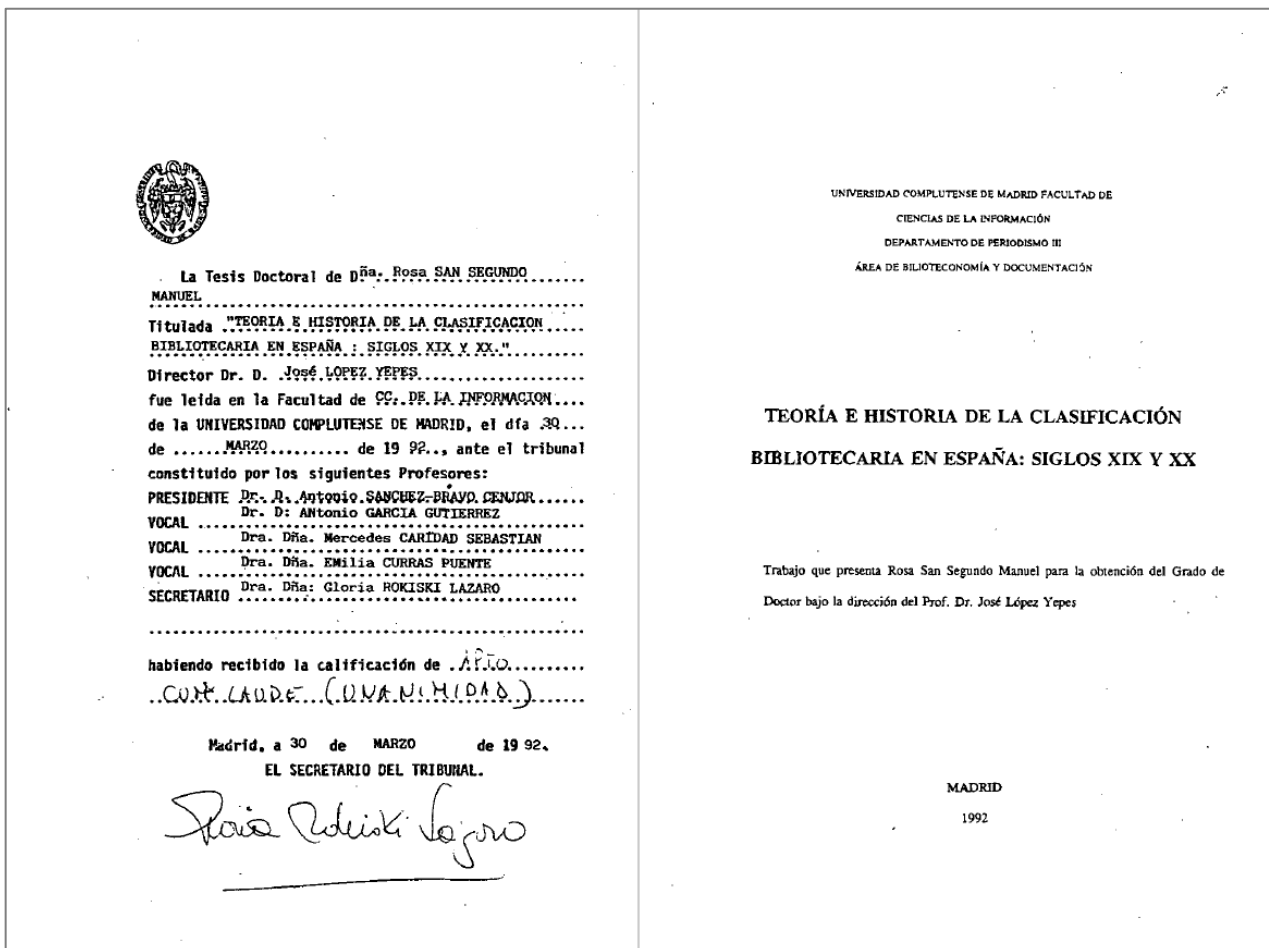 La Tesis Doctoral de Dña. Rosa SAN SEGUNDO
MANUEL
Titulada "TEORIA E HISTORIA DE LA CLASIFICACION
BIBLIOTECARIA EN ESPAÑA : SIGLOS XIX Y XX."
Director Dr. D. José LOPEZ YEPES
fue leída en la Facultad de CC. DE LA INFORMACION
de la UNIVERSIDAD COMPLUTENSE DE MADRID, el día 30
de MARZO de 19 92., ante el tribunal
constituido por los siguientes Profesores:
PRESIDENTE Dr. D. Antonio SANCHEZ-BRAVO CENJOR
VOCAL Dr. D: ANtonio GARCIA GUTIERREZ
VOCAL Dra. Dña. Mercedes CARIDAD SEBASTIAN
VOCAL Dra. Dña. EMilia CURRAS PUENTE
SECRETARIO Dra. Dña: Gloria ROKISKI LAZARO
habiendo recibido la calificación de APTO
CUM LAUDE (UNANIMIDAD)
Madrid, a 30 de MARZO de 19 92.
EL SECRETARIO DEL TRIBUNAL.
Gloria Rokiski Lazaro
UNIVERSIDAD COMPLUTENSE DE MADRID FACULTAD DE
CIENCIAS DE LA INFORMACIÓN
DEPARTAMENTO DE PERIODISMO III
ÁREA DE BILIOTECONOMÍA Y DOCUMENTACIÓN
TEORÍA E HISTORIA DE LA CLASIFICACIÓN
BIBLIOTECARIA EN ESPAÑA: SIGLOS XIX Y XX
Trabajo que presenta Rosa San Segundo Manuel para la obtención del Grado de
Doctor bajo la dirección del Prof. Dr. José López Yepes
MADRID
1992